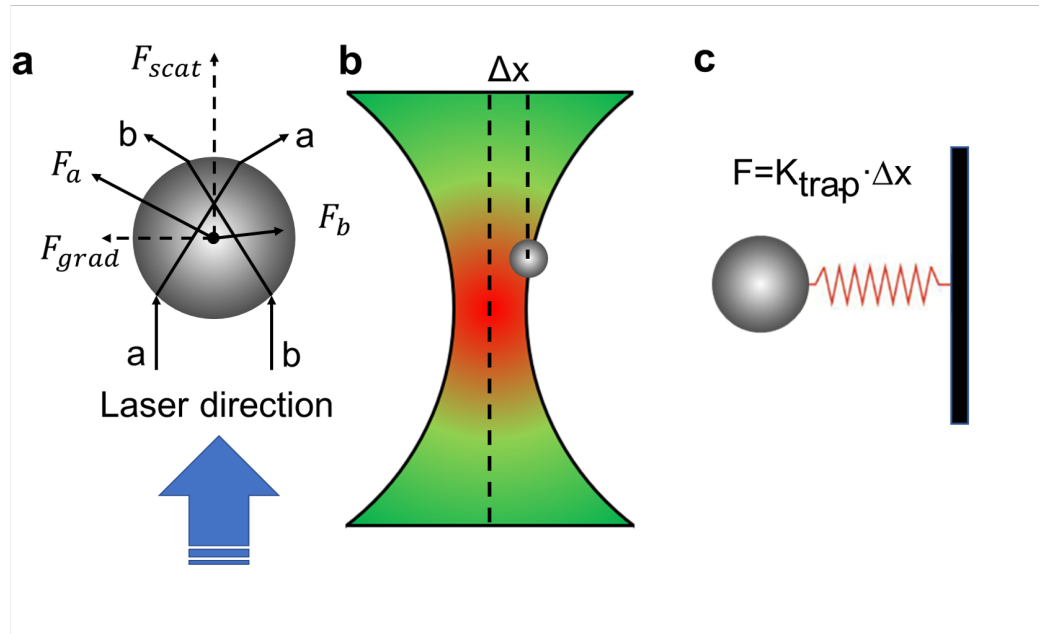 a
F_scat
b
a
F_a
F_b
F_grad
a
b
Laser direction
b
Δx
c
F=K_trap·Δx